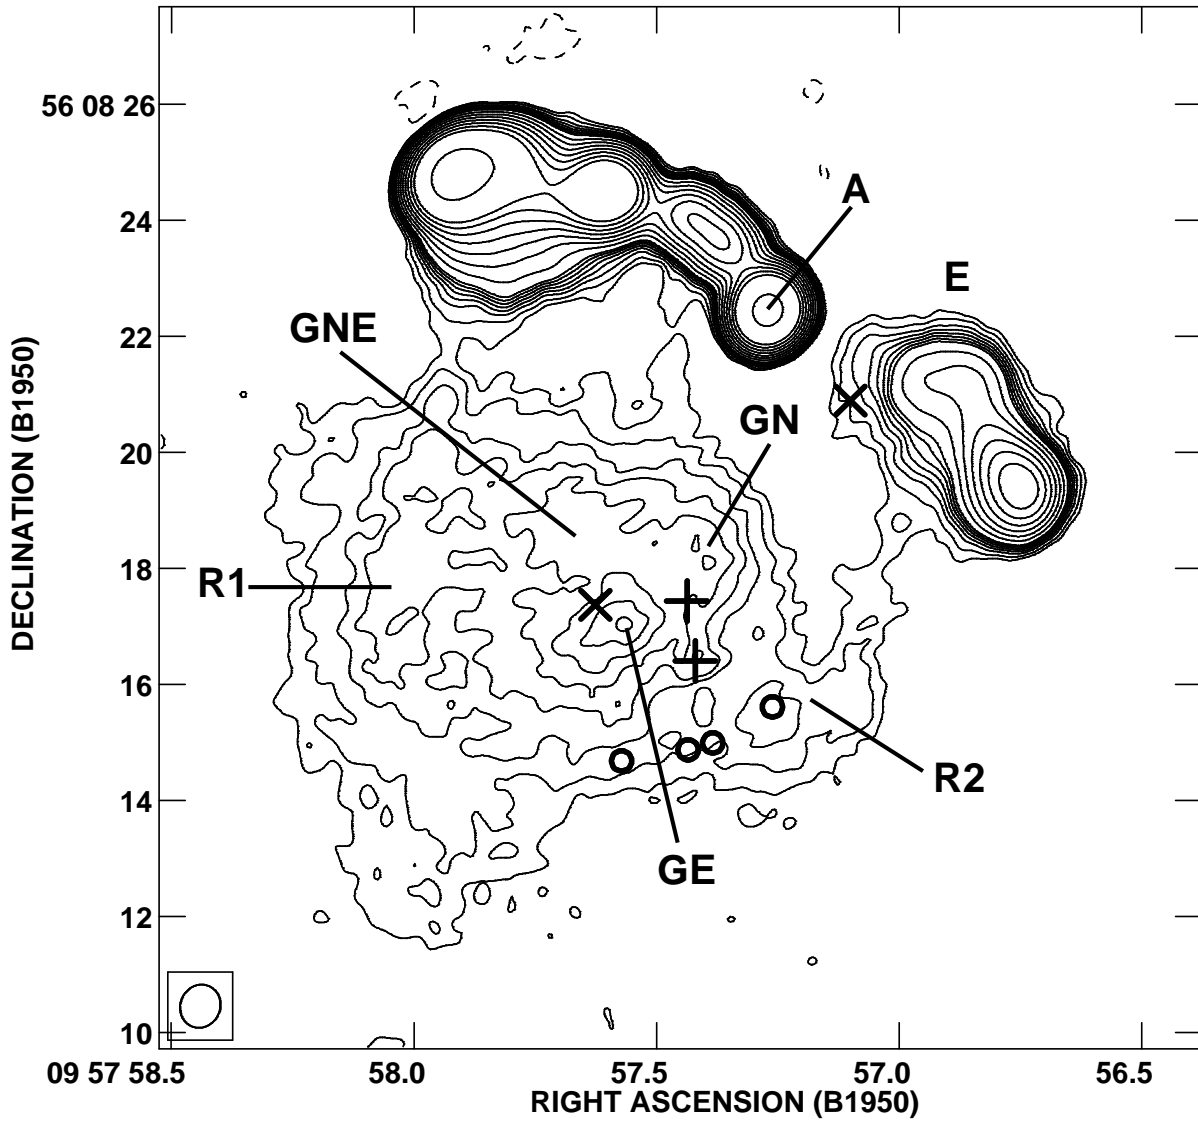 56 08 26
A
24
E
GNE
22
GN
20
DECLINATION (B1950)
18
R1
16
R2
14
GE
12
10
09 57 58.5 58.0 57.5 57.0 56.5
RIGHT ASCENSION (B1950)